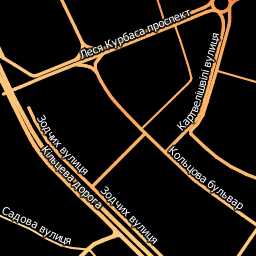 Леся Курбаса проспект
Картвелішвілі вулиця
Зодчих вулиця
Кільцева дорога
Кольцова бульвар
Зодчих вулиця
Садова вулиця